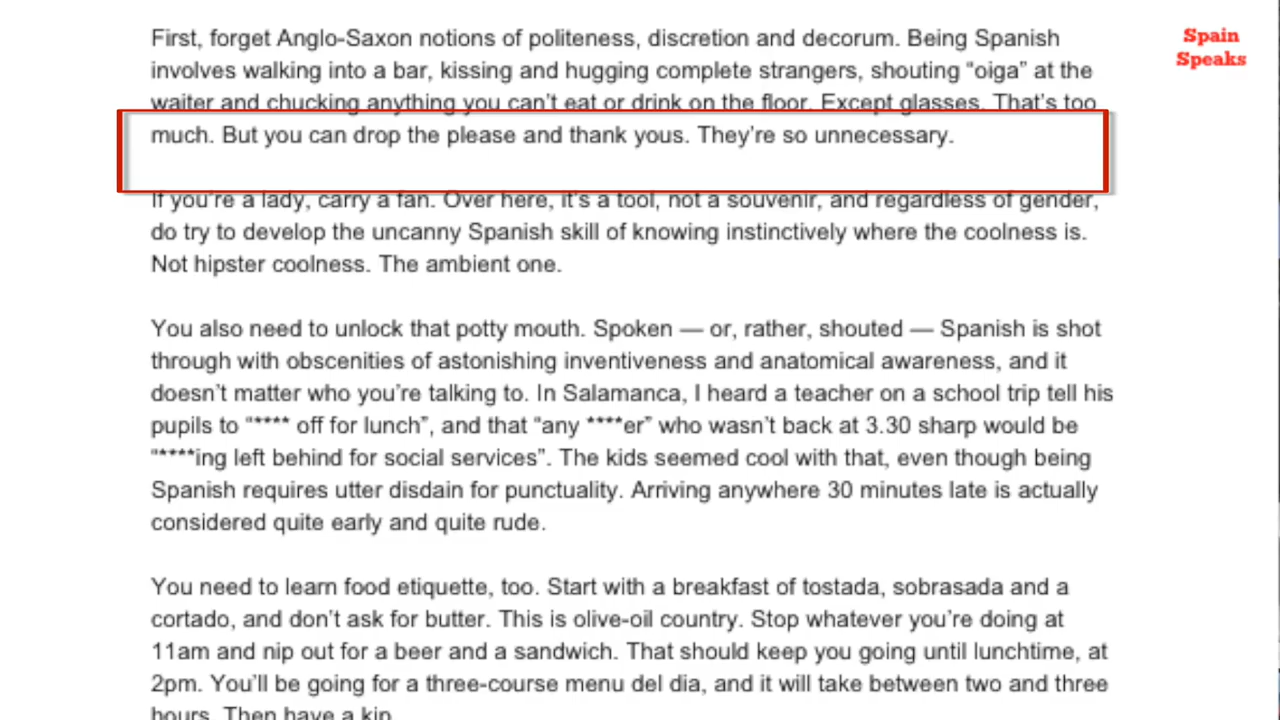 First, forget Anglo-Saxon notions of politeness, discretion and decorum. Being Spanish
involves walking into a bar, kissing and hugging complete strangers, shouting “oiga” at the
waiter and chucking anything you can’t eat or drink on the floor. Except glasses. That’s too
much. But you can drop the please and thank yous. They’re so unnecessary.
If you’re a lady, carry a fan. Over here, it’s a tool, not a souvenir, and regardless of gender,
do try to develop the uncanny Spanish skill of knowing instinctively where the coolness is.
Not hipster coolness. The ambient one.
You also need to unlock that potty mouth. Spoken — or, rather, shouted — Spanish is shot
through with obscenities of astonishing inventiveness and anatomical awareness, and it
doesn’t matter who you’re talking to. In Salamanca, I heard a teacher on a school trip tell his
pupils to “**** off for lunch”, and that “any ****er” who wasn’t back at 3.30 sharp would be
“****ing left behind for social services”. The kids seemed cool with that, even though being
Spanish requires utter disdain for punctuality. Arriving anywhere 30 minutes late is actually
considered quite early and quite rude.
You need to learn food etiquette, too. Start with a breakfast of tostada, sobrasada and a
cortado, and don’t ask for butter. This is olive-oil country. Stop whatever you’re doing at
11am and nip out for a beer and a sandwich. That should keep you going until lunchtime, at
2pm. You’ll be going for a three-course menu del dia, and it will take between two and three
hours. Then have a kip
Spain
Speaks